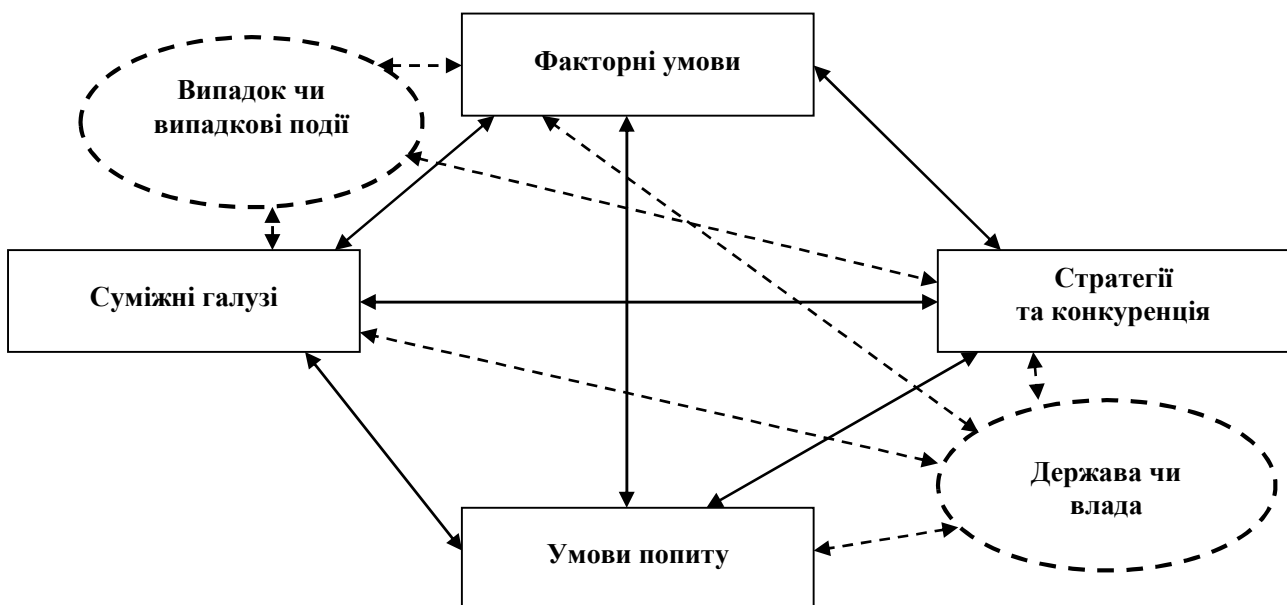 Факторні умови
Випадок чи
випадкові події
Суміжні галузі
Стратегії
та конкуренція
Держава чи
влада
Умови попиту